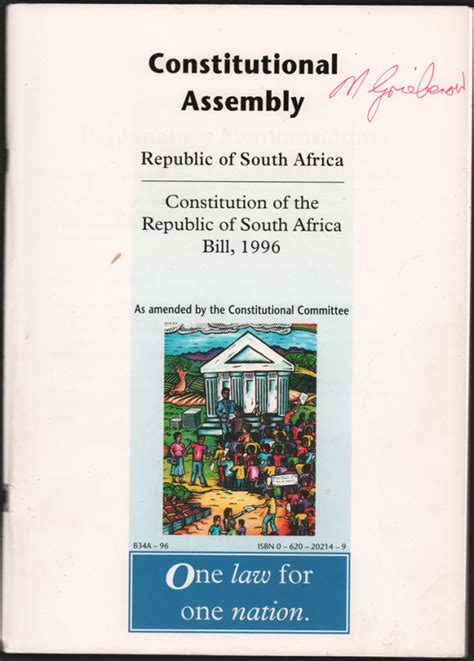 Constitutional
Assembly
M Griebenow
Republic of South Africa
Constitution of the
Republic of South Africa
Bill, 1996
As amended by the Constitutional Committee
B34A – 96
ISBN 0 – 620 – 20214 – 9
One law for
one nation.